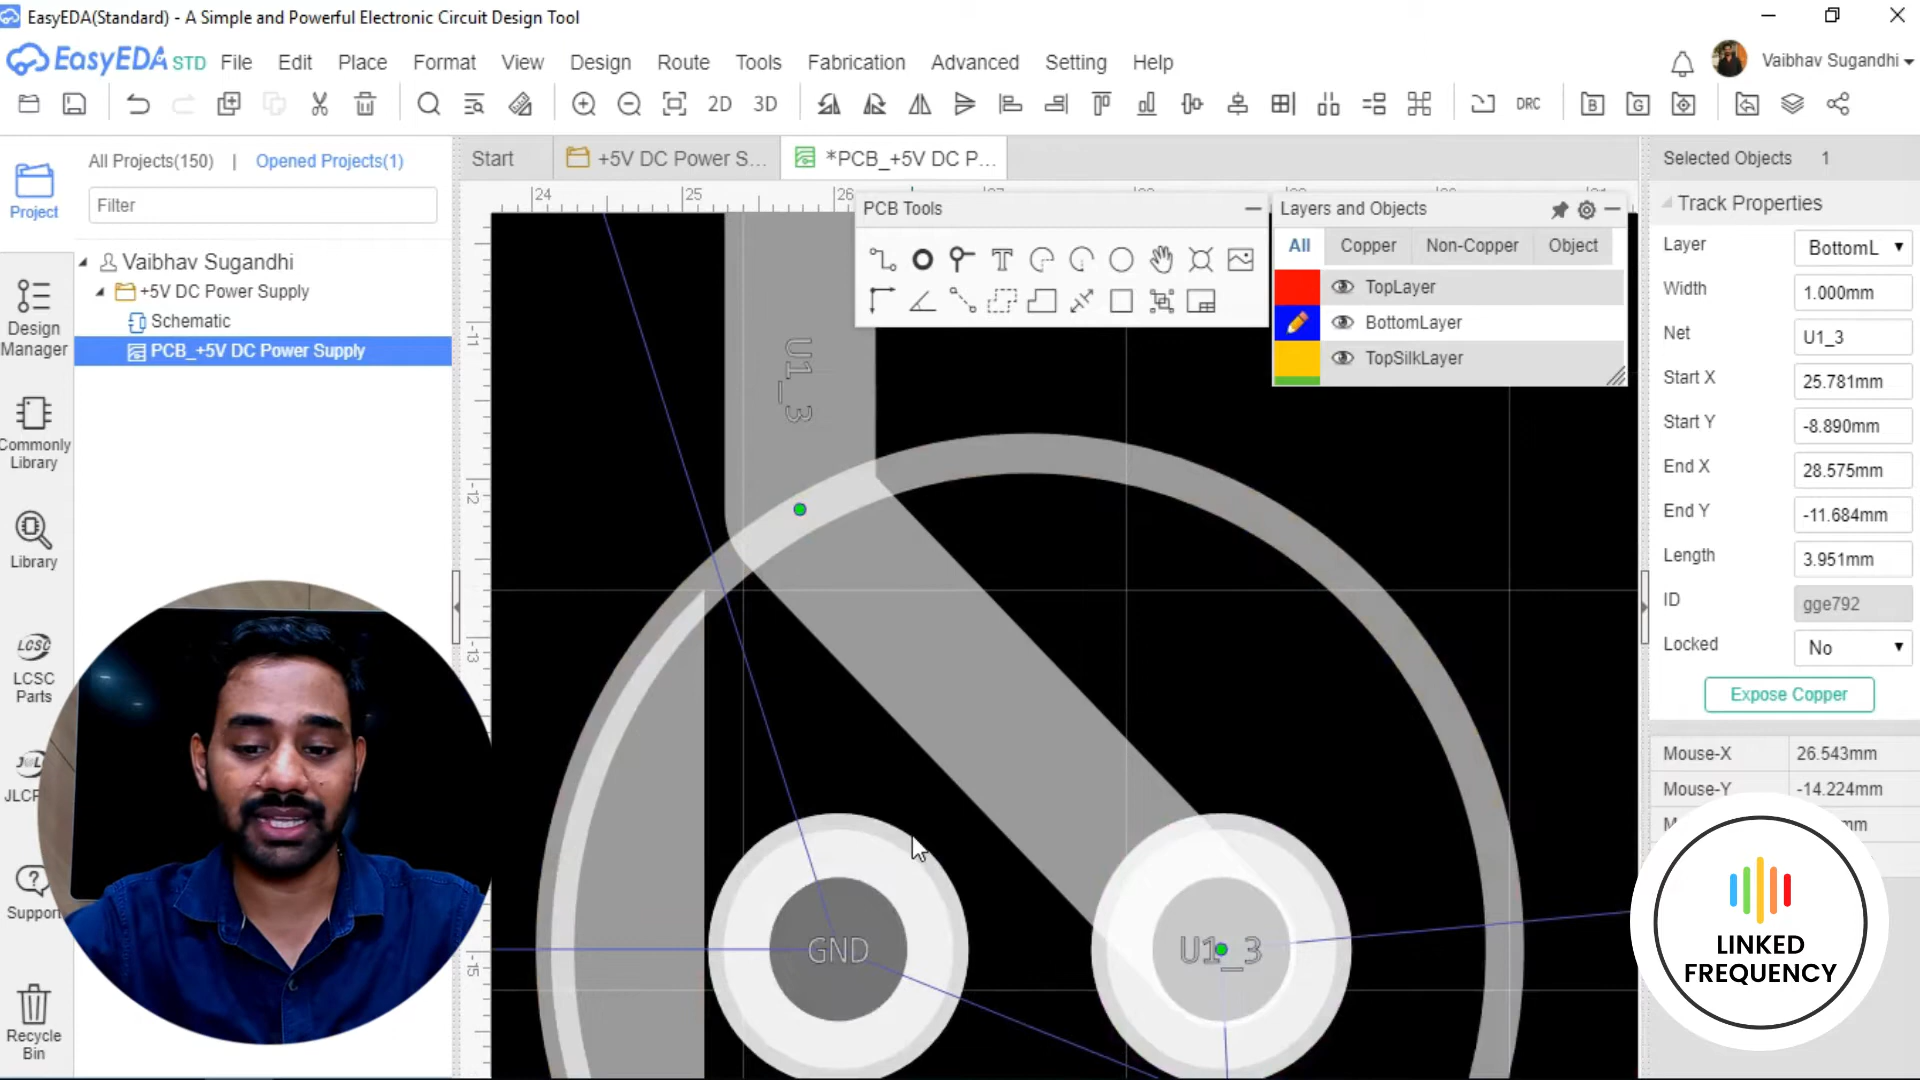 EasyEDA(Standard) - A Simple and Powerful Electronic Circuit Design Tool
EasyEDA STD File Edit Place Format View Design Route Tools Fabrication Advanced Setting Help Vaibhav Sugandhi
2D 3D DRC B G
Project
Design Manager
Commonly Library
Library
LCSC
LCSC Parts
Support
Recycle Bin
All Projects(150) | Opened Projects(1)
Filter
Vaibhav Sugandhi
+5V DC Power Supply
Schematic
PCB_+5V DC Power Supply
Start +5V DC Power S... *PCB_+5V DC P...
24 25 26
-11
-12
-13
-15
PCB Tools
Layers and Objects
All Copper Non-Copper Object
TopLayer
BottomLayer
TopSilkLayer
U1_3
GND
U1_3
Selected Objects 1
Track Properties
Layer BottomL
Width 1.000mm
Net U1_3
Start X 25.781mm
Start Y -8.890mm
End X 28.575mm
End Y -11.684mm
Length 3.951mm
ID gge792
Locked No
Expose Copper
Mouse-X 26.543mm
Mouse-Y -14.224mm
LINKED
FREQUENCY